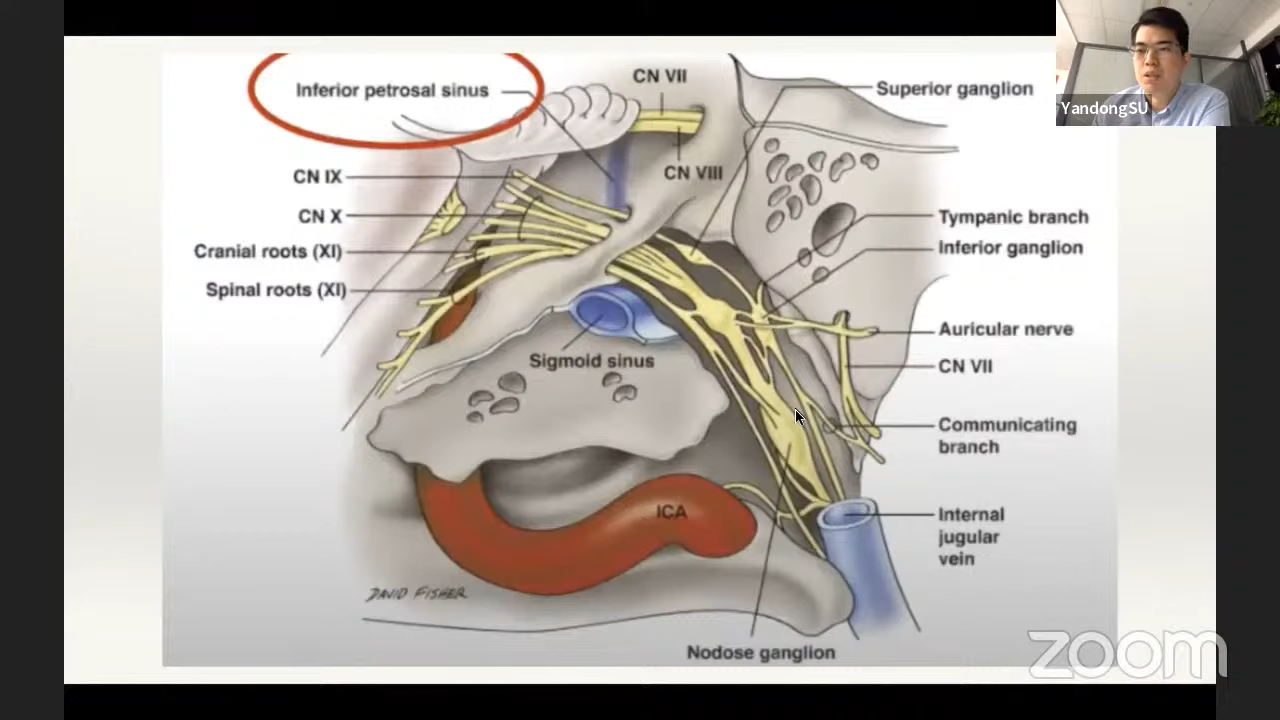 Inferior petrosal sinus
CN VII
Superior ganglion
YandongSU
CN IX
CN VIII
CN X
Tympanic branch
Cranial roots (XI)
Inferior ganglion
Spinal roots (XI)
Auricular nerve
Sigmoid sinus
CN VII
Communicating
branch
ICA
Internal
jugular
vein
DAVID FISHER
Nodose ganglion
zoom